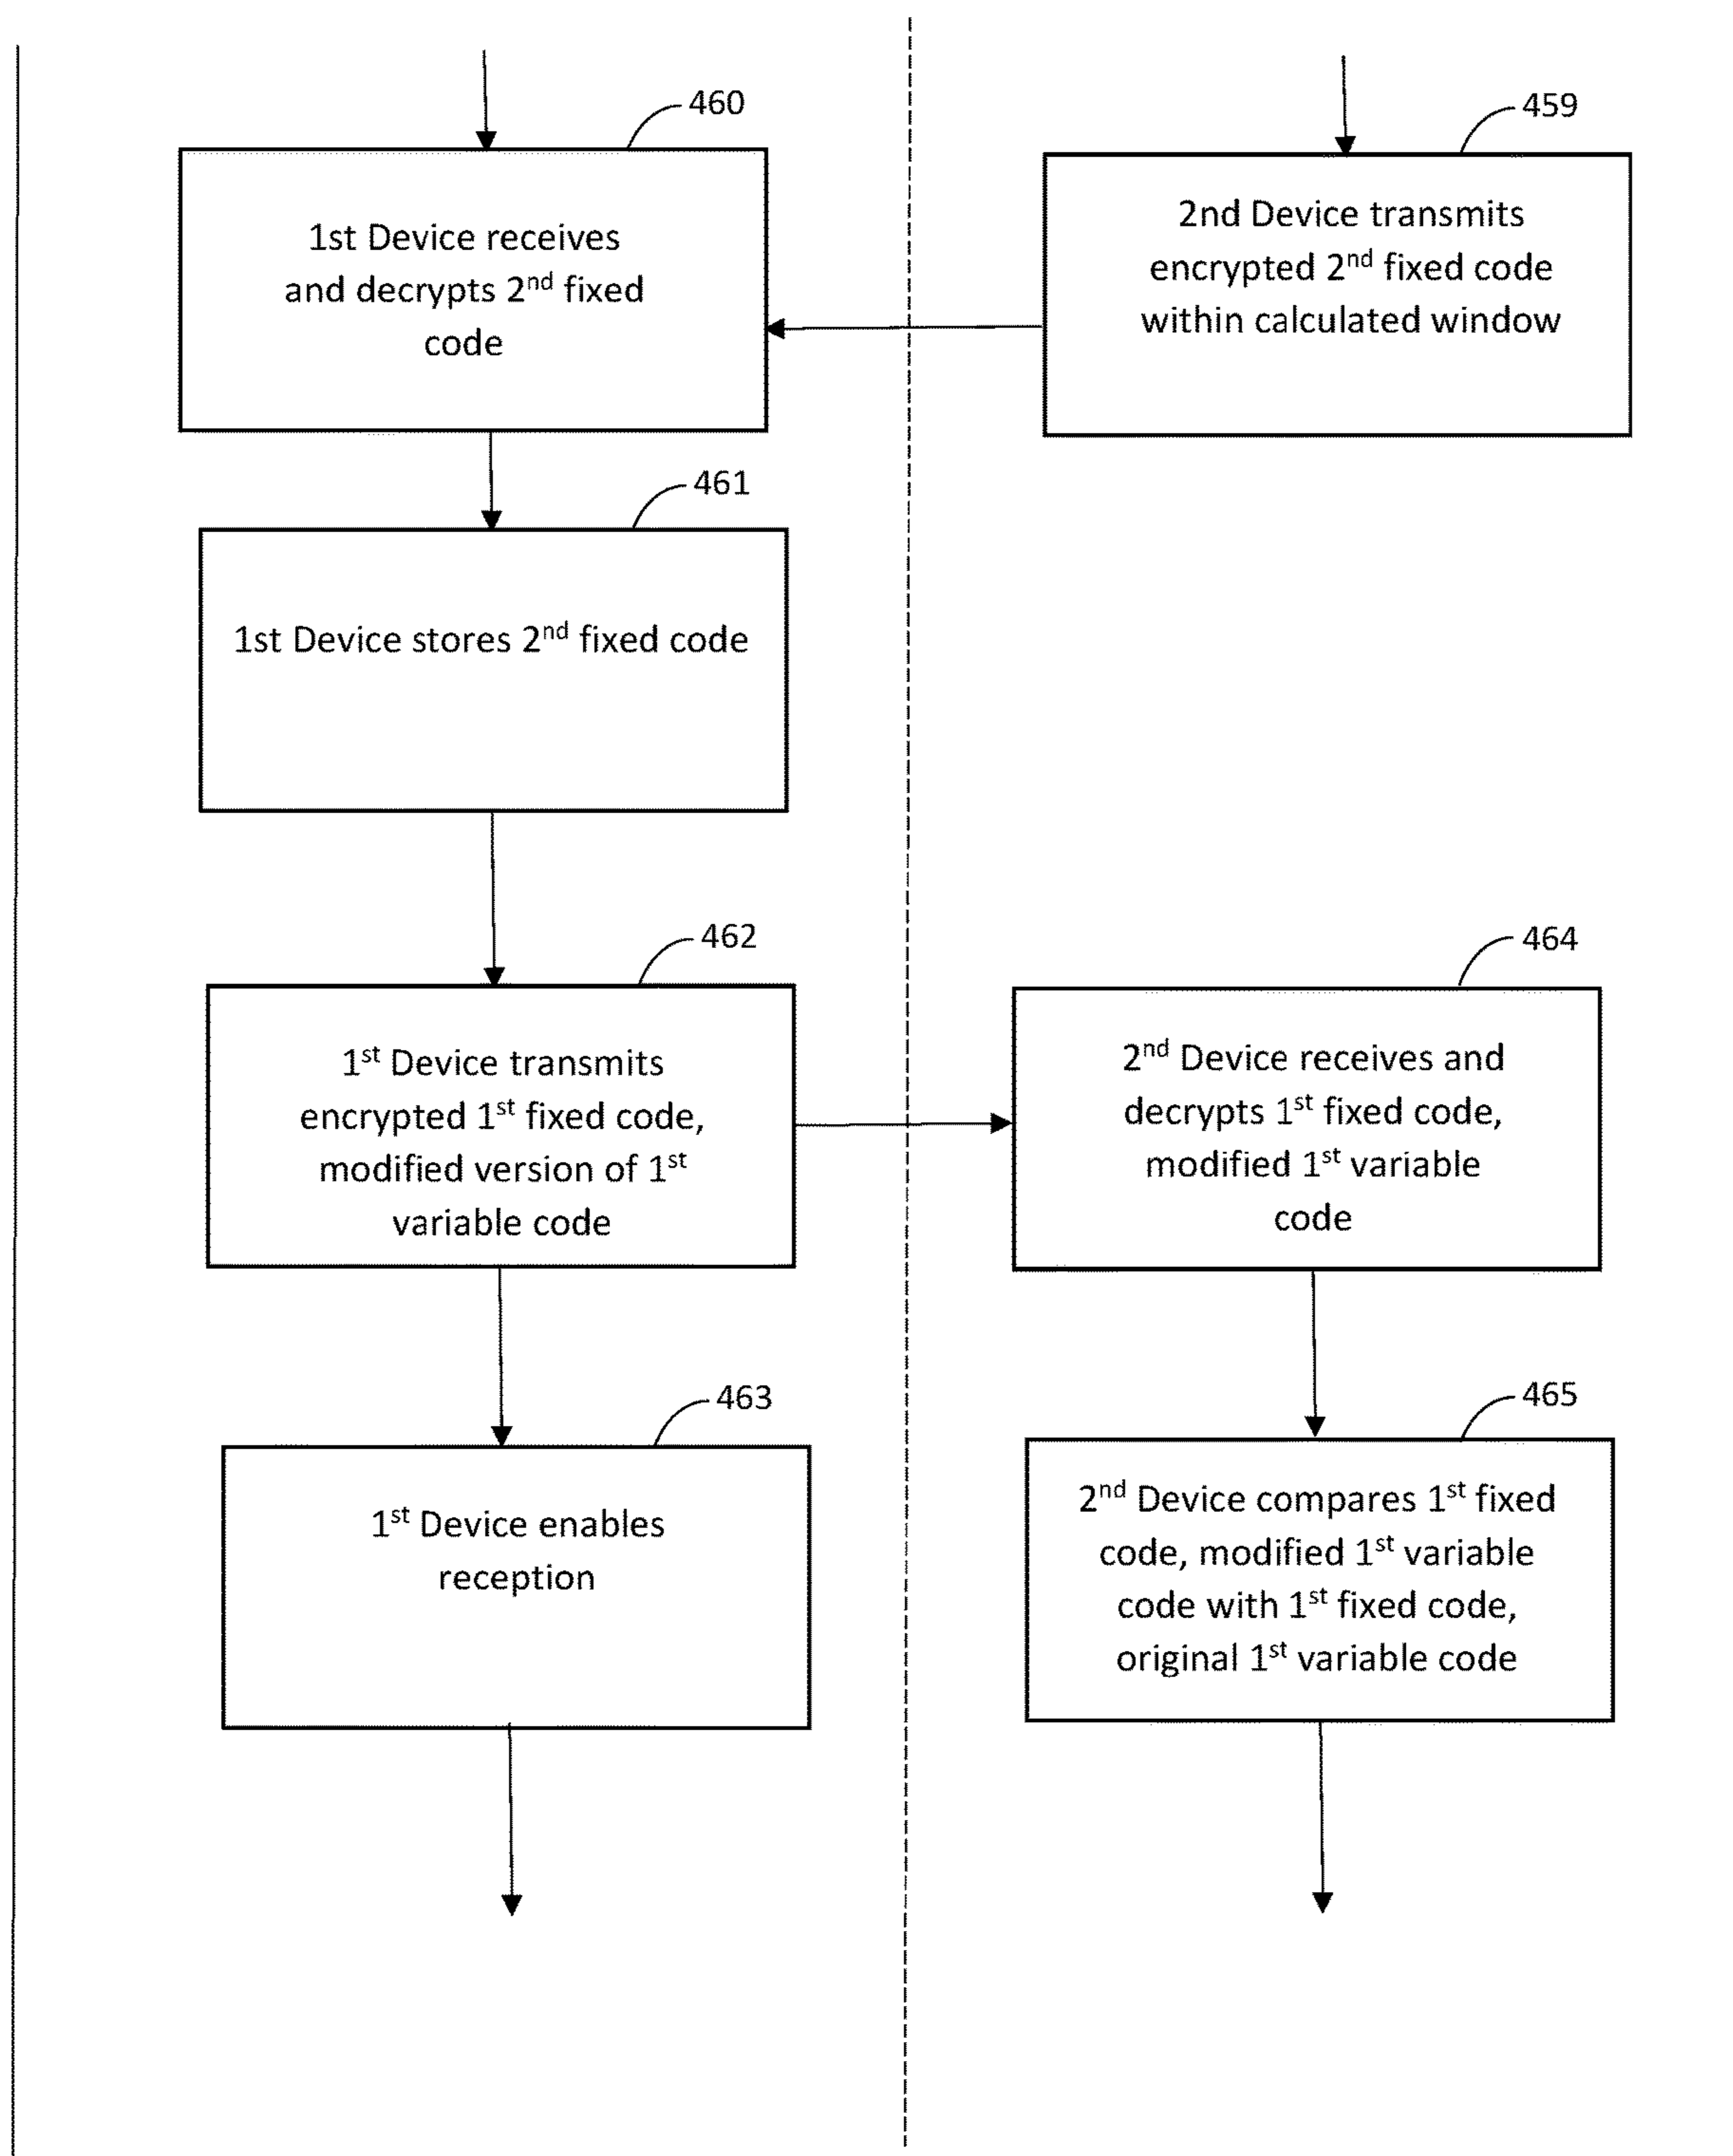 460
1st Device receives
and decrypts 2nd fixed
code
459
2nd Device transmits
encrypted 2nd fixed code
within calculated window
461
1st Device stores 2nd fixed code
462
1st Device transmits
encrypted 1st fixed code,
modified version of 1st
variable code
464
2nd Device receives and
decrypts 1st fixed code,
modified 1st variable
code
463
1st Device enables
reception
465
2nd Device compares 1st fixed
code, modified 1st variable
code with 1st fixed code,
original 1st variable code